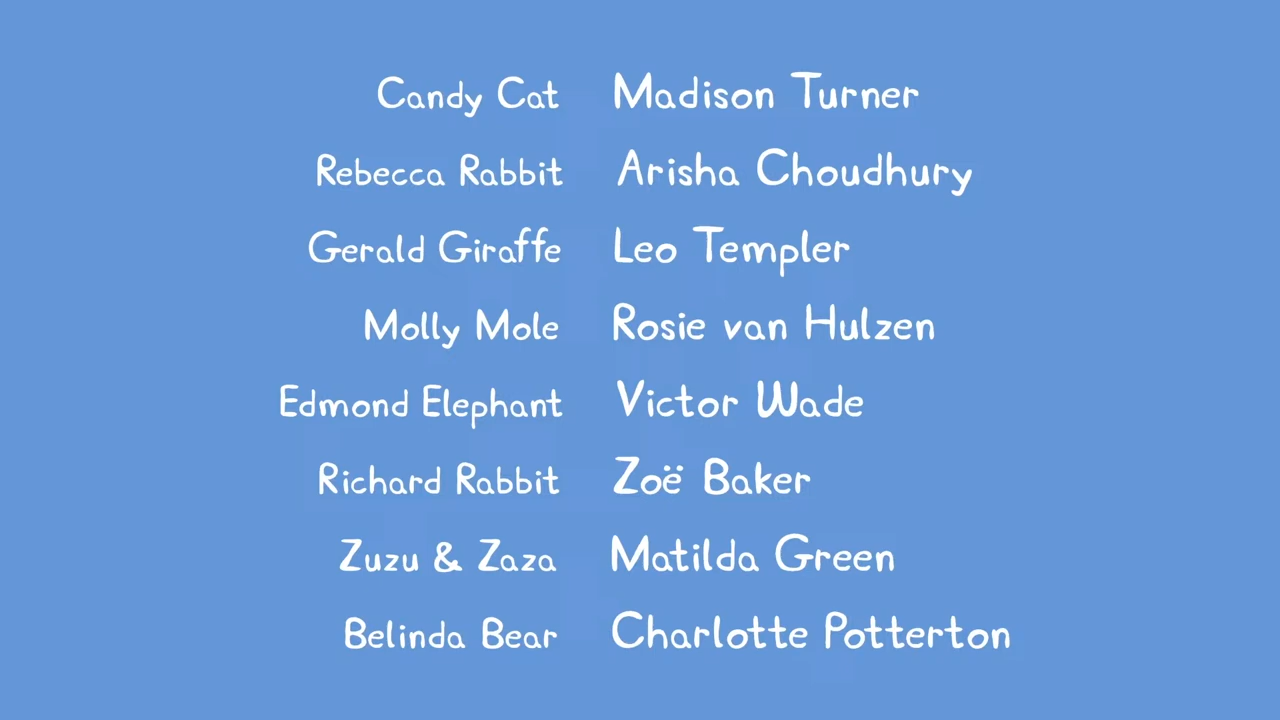 Candy Cat Madison Turner
Rebecca Rabbit Arisha Choudhury
Gerald Giraffe Leo Templer
Molly Mole Rosie van Hulzen
Edmond Elephant Victor Wade
Richard Rabbit Zoë Baker
Zuzu & Zaza Matilda Green
Belinda Bear Charlotte Potterton